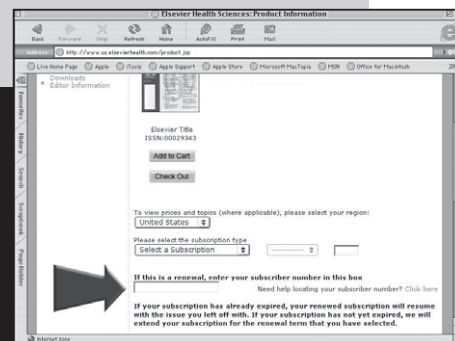 Elsevier Health Sciences: Product Information
Back Forward Stop Refresh Home AutoFill Print Mail
Address http://www.us.elsevierhealth.com/product.jsp
Live Home Page Apple iTools Apple Support Apple Store Microsoft MacTopia MSN Office for Macintosh
Favorites
History
Search
Scrapbook
Page Holder
Downloads
Editor Information
Elsevier Title
ISSN:00029343
Add to Cart
Check Out
To view prices and topics (where applicable), please select your region:
United States
Please select the subscription type
Select a Subscription
If this is a renewal, enter your subscriber number in this box
Need help locating your subscriber number? Click here
If your subscription has already expired, your renewed subscription will resume
with the issue you left off with. If your subscription has not yet expired, we will
extend your subscription for the renewal term that you have selected.
Internet zone